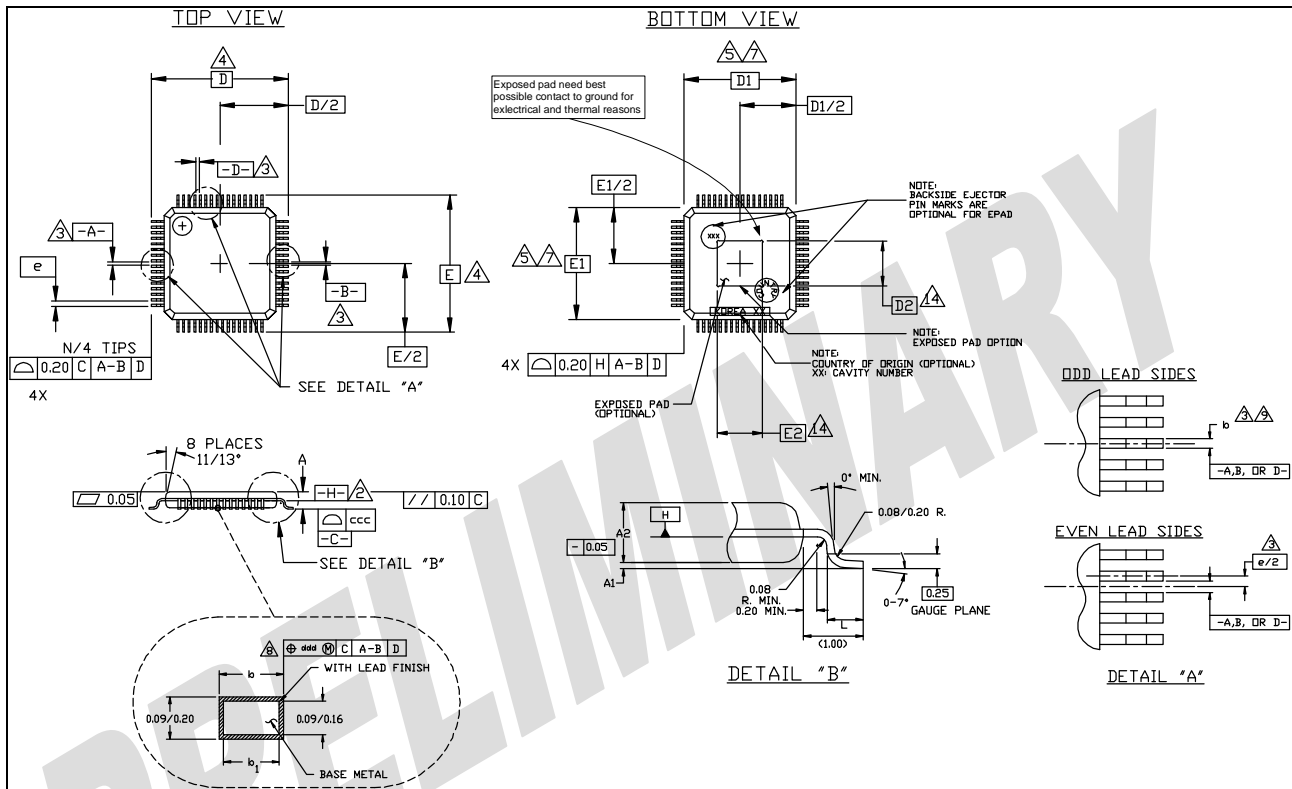 TOP VIEW
4
D
D/2
-D-
3
3
-A-
e
E
4
-B-
3
E/2
N/4 TIPS
0.20 C A-B D
4X
SEE DETAIL "A"
BOTTOM VIEW
5 7
D1
D1/2
Exposed pad need best
possible contact to ground for
exlectrical and thermal reasons
E1/2
5 7
E1
XXX
KOREA XX
NOTE:
BACKSIDE EJECTOR
PIN MARKS ARE
OPTIONAL FOR EPAD
D2
14
NOTE:
EXPOSED PAD OPTION
NOTE:
COUNTRY OF ORIGIN (OPTIONAL)
XX: CAVITY NUMBER
4X
0.20 H A-B D
EXPOSED PAD
(OPTIONAL)
E2
14
ODD LEAD SIDES
b
3 9
-A,B, OR D-
EVEN LEAD SIDES
3
e/2
-A,B, OR D-
DETAIL "A"
8 PLACES
11/13°
A
0.05
-H-
2
// 0.10 C
ccc
-C-
SEE DETAIL "B"
8
ddd M C A-B D
b
WITH LEAD FINISH
0.09/0.20
0.09/0.16
b1
BASE METAL
0° MIN.
H
A2
0.08/0.20 R.
- 0.05
A1
0.08
R. MIN.
0.20 MIN.
0-7°
0.25
GAUGE PLANE
L
(1.00)
DETAIL "B"
PRELIMINARY